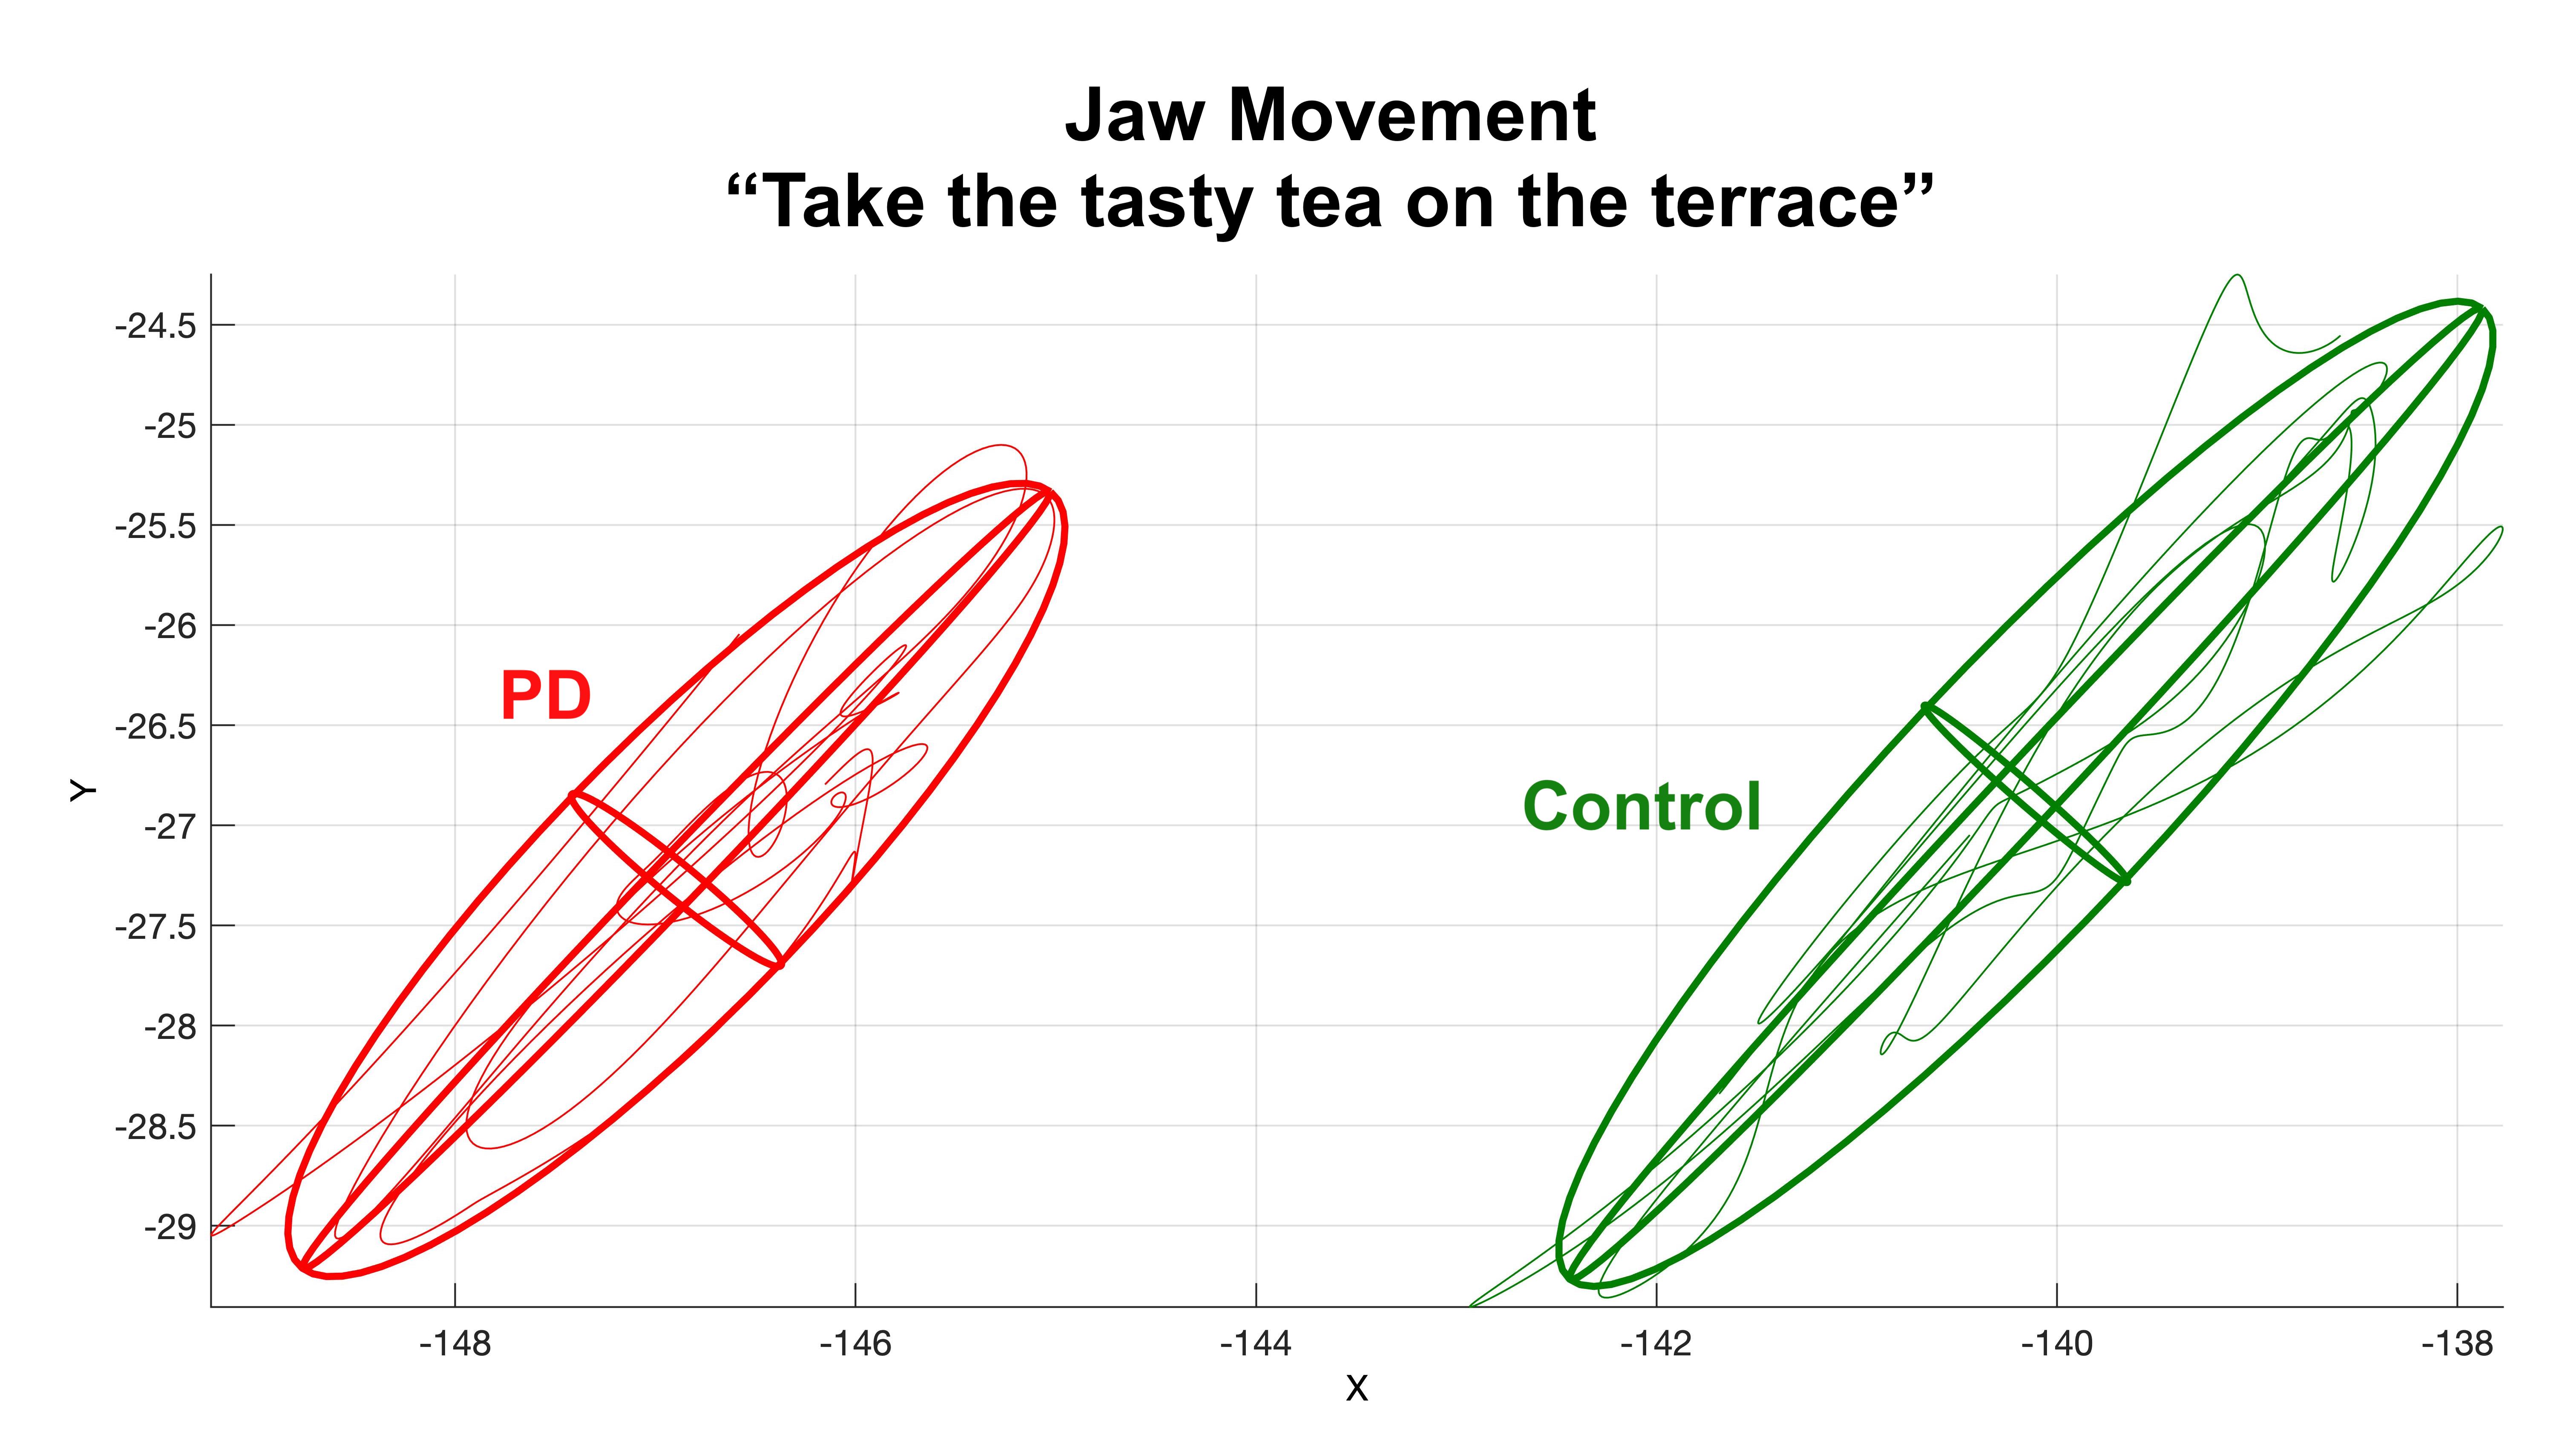 Jaw Movement
“Take the tasty tea on the terrace”
-24.5
-25
-25.5
-26
-26.5
-27
-27.5
-28
-28.5
-29
Y
PD
Control
-148
-146
-144
-142
-140
-138
X